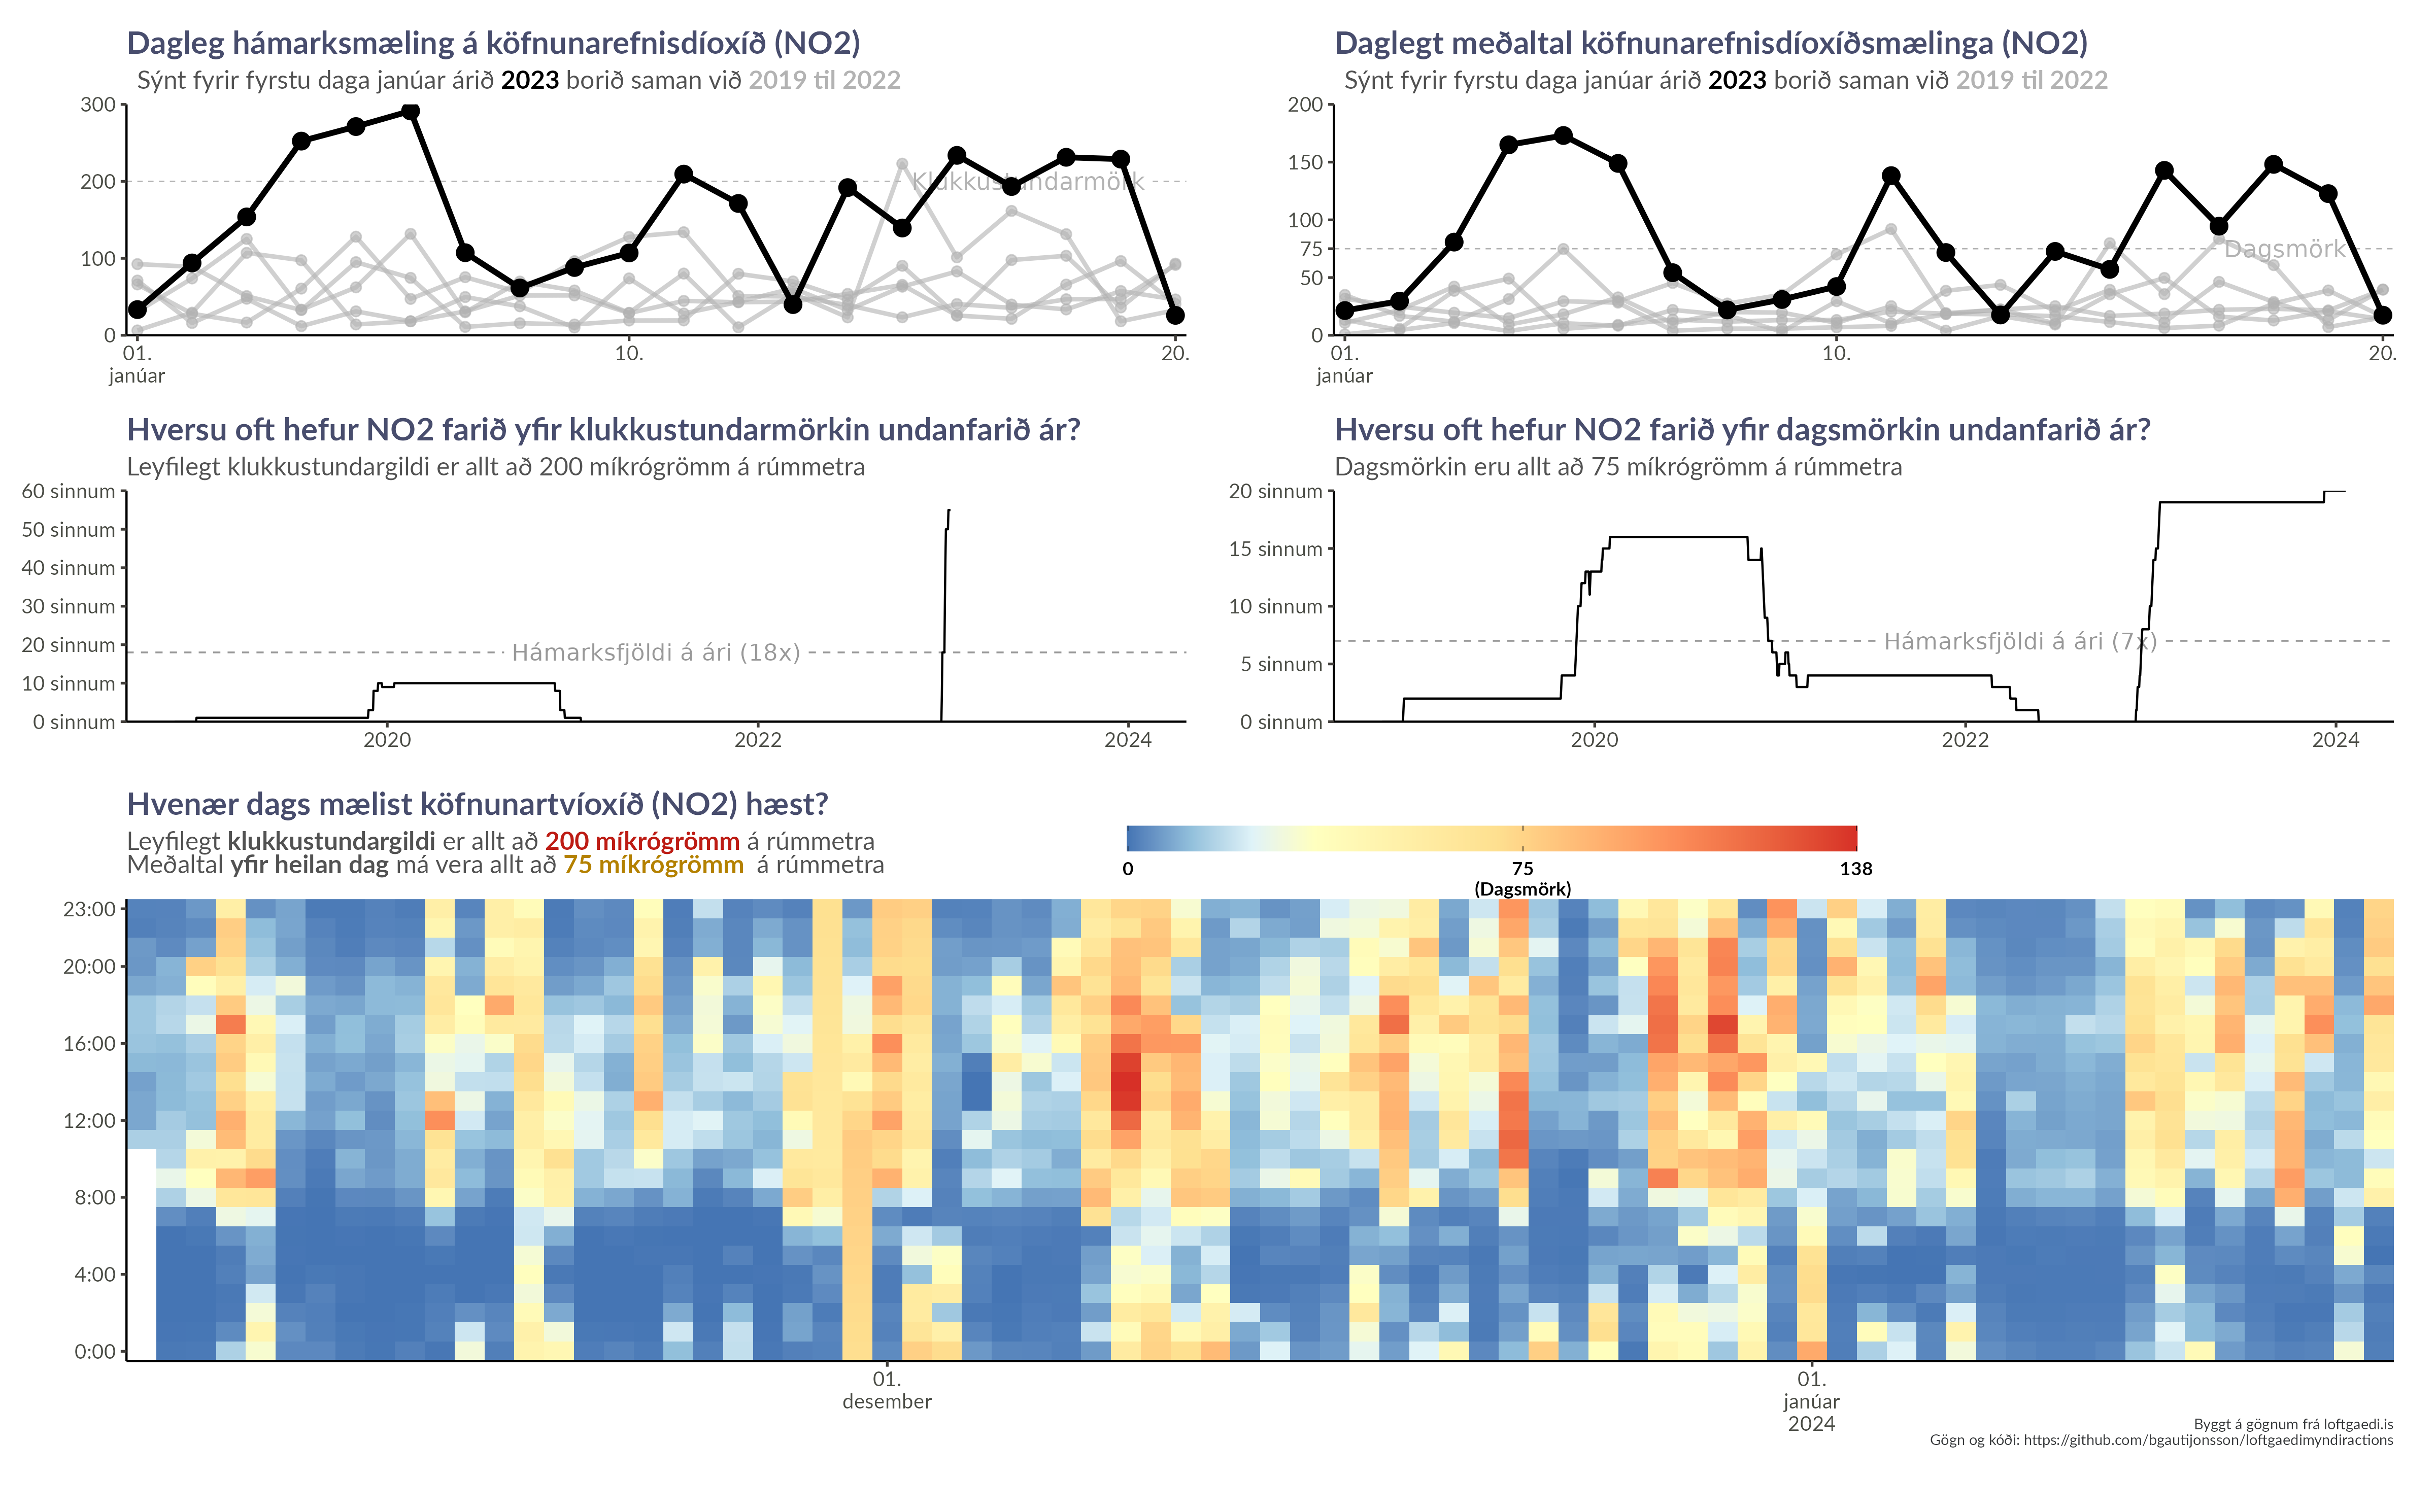 Dagleg hámarksmæling á köfnunarefnisdíoxíð (NO2)
Sýnt fyrir fyrstu daga janúar árið 2023 borið saman við 2019 til 2022
300
200
100
0
Klukkustundarmörk
01.
janúar
10.
20.
Daglegt meðaltal köfnunarefnisdíoxíðsmælinga (NO2)
Sýnt fyrir fyrstu daga janúar árið 2023 borið saman við 2019 til 2022
200
150
100
75
50
0
Dagsmörk
01.
janúar
10.
20.
Hversu oft hefur NO2 farið yfir klukkustundarmörkin undanfarið ár?
Leyfilegt klukkustundargildi er allt að 200 míkrógrömm á rúmmetra
60 sinnum
50 sinnum
40 sinnum
30 sinnum
20 sinnum
10 sinnum
0 sinnum
Hámarksfjöldi á ári (18x)
2020
2022
2024
Hversu oft hefur NO2 farið yfir dagsmörkin undanfarið ár?
Dagsmörkin eru allt að 75 míkrógrömm á rúmmetra
20 sinnum
15 sinnum
10 sinnum
5 sinnum
0 sinnum
Hámarksfjöldi á ári (7x)
2020
2022
2024
Hvenær dags mælist köfnunartvíoxíð (NO2) hæst?
Leyfilegt klukkustundargildi er allt að 200 míkrógrömm á rúmmetra
Meðaltal yfir heilan dag má vera allt að 75 míkrógrömm á rúmmetra
0
75
(Dagsmörk)
138
23:00
20:00
16:00
12:00
8:00
4:00
0:00
01.
desember
01.
janúar
2024
Byggt á gögnum frá loftgaedi.is
Gögn og kóði: https://github.com/bgautijonsson/loftgaedimyndiractions